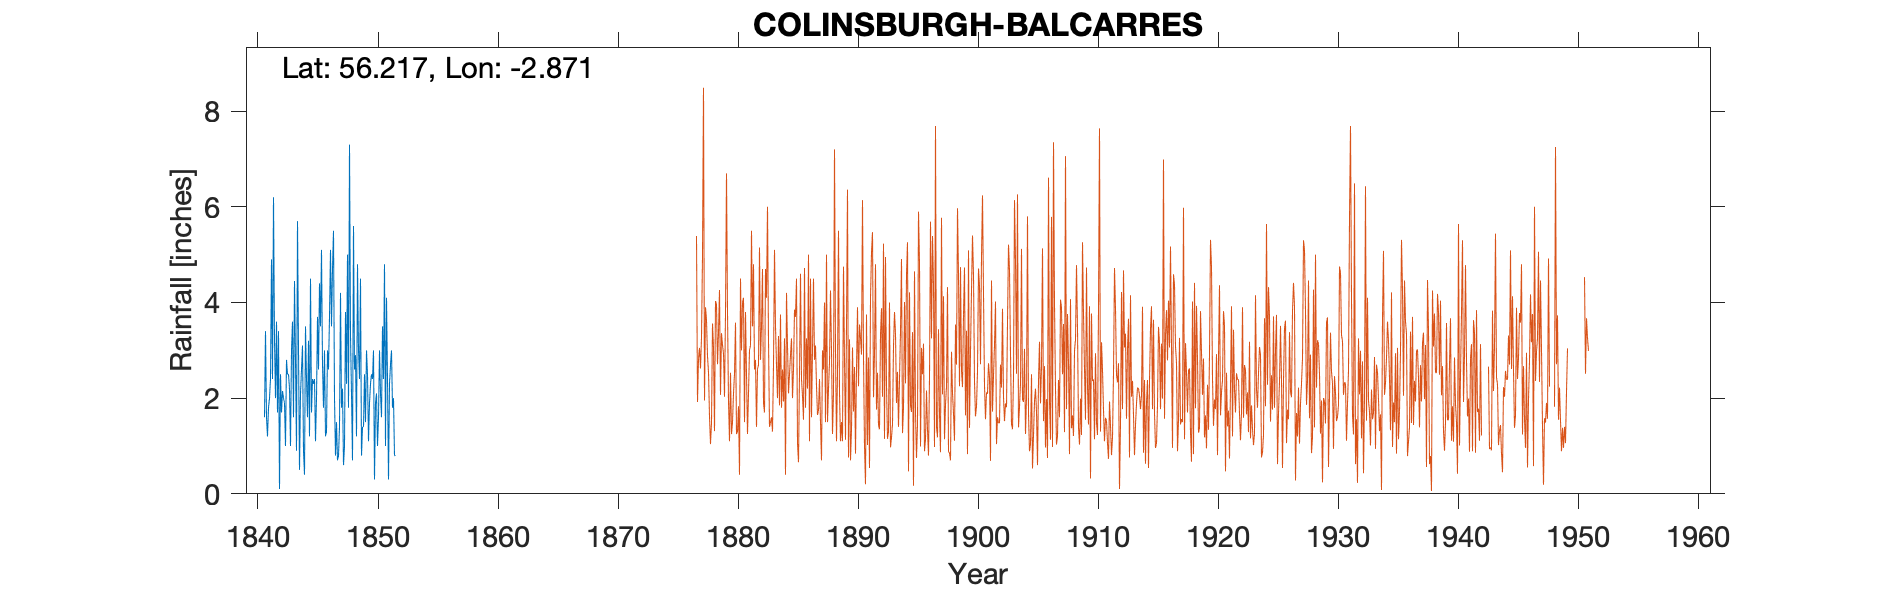 COLINSBURGH-BALCARRES
Lat: 56.217, Lon: -2.871
Rainfall [inches]
8
6
4
2
0
1840 1850 1860 1870 1880 1890 1900 1910 1920 1930 1940 1950 1960
Year